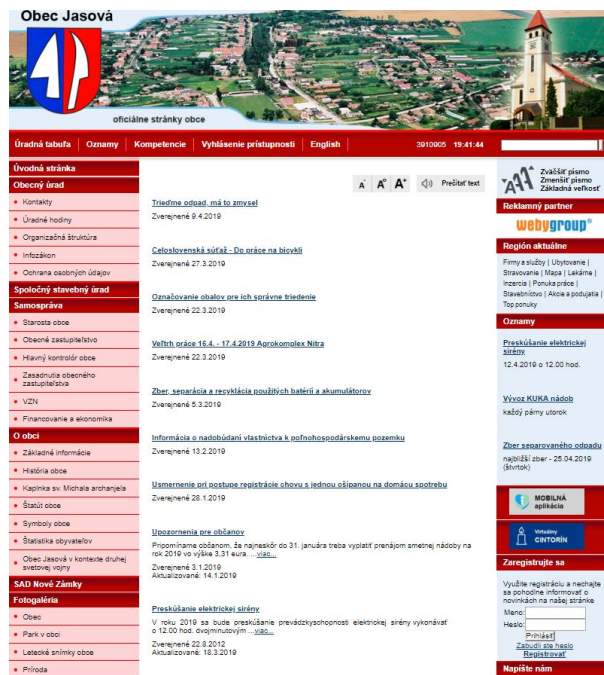 Obec Jasová
oficiálne stránky obce
Úradná tabuľa
Oznamy
Kompetencie
Vyhlásenie prístupnosti
English
3910905 19:41:44
Úvodná stránka
Obecný úrad
Kontakty
Úradné hodiny
Organizačná štruktúra
Infozákon
Ochrana osobných údajov
Spoločný stavebný úrad
Samospráva
Starosta obce
Obecné zastupiteľstvo
Hlavný kontrolór obce
Zasadnutia obecného
zastupiteľstva
VZN
Financovanie a ekonomika
O obci
Základné informácie
História obce
Kaplnka sv. Michala archanjela
Štatút obce
Symboly obce
Štatistika obyvateľov
Obec Jasová v kontexte druhej
svetovej vojny
SAD Nové Zámky
Fotogaléria
Obec
Park v obci
Letecké snímky obce
Príroda
A- A° A+ Prečítať text
Trieďme odpad, má to zmysel
Zverejnené 9.4.2019
Celoslovenská súťaž - Do práce na bicykli
Zverejnené 27.3.2019
Označovanie obalov pre ich správne triedenie
Zverejnené 22.3.2019
Veľtrh práce 16.4. - 17.4.2019 Agrokomplex Nitra
Zverejnené 22.3.2019
Zber, separácia a recyklácia použitých batérií a akumulátorov
Zverejnené 5.3.2019
Informácia o nadobúdaní vlastníctva k poľnohospodárskemu pozemku
Zverejnené 13.2.2019
Usmernenie pri postupe registrácie chovu s jednou ošípanou na domácu spotrebu
Zverejnené 28.1.2019
Upozornenia pre občanov
Pripomíname občanom, že najneskôr do 31. januára treba vyplatiť prenájom smetnej nádoby na
rok 2019 vo výške 3,31 eura. ...viac...
Zverejnené 3.1.2019
Aktualizované: 14.1.2019
Preskúšanie elektrickej sirény
V roku 2019 sa bude preskúšanie prevádzkyschopnosti elektrickej sirény vykonávať
o 12.00 hod. dvojminutovým ...viac...
Zverejnené 22.8.2012
Aktualizované: 18.3.2019
Zväčšiť písmo
Zmenšiť písmo
Základná veľkosť
Reklamný partner
webygroup®
Región aktuálne
Firmy a služby | Ubytovanie |
Stravovanie | Mapa | Lekárne |
Inzercia | Ponuka práce |
Stavebníctvo | Akcie a podujatia |
Top ponuky
Oznamy
Preskúšanie elektrickej
sirény
12.4.2019 o 12.00 hod.
Vývoz KUKA nádob
každý párny utorok
Zber separovaného odpadu
najbližší zber - 25.04.2019
(štvrtok)
MOBILNÁ
aplikácia
Virtuálny
CINTORÍN
Zaregistrujte sa
Využite registráciu a nechajte
sa pohodlne informovať o
novinkách na našej stránke
Meno:
Heslo:
Prihlásiť
Zabudli ste heslo
Registrovať
Napíšte nám